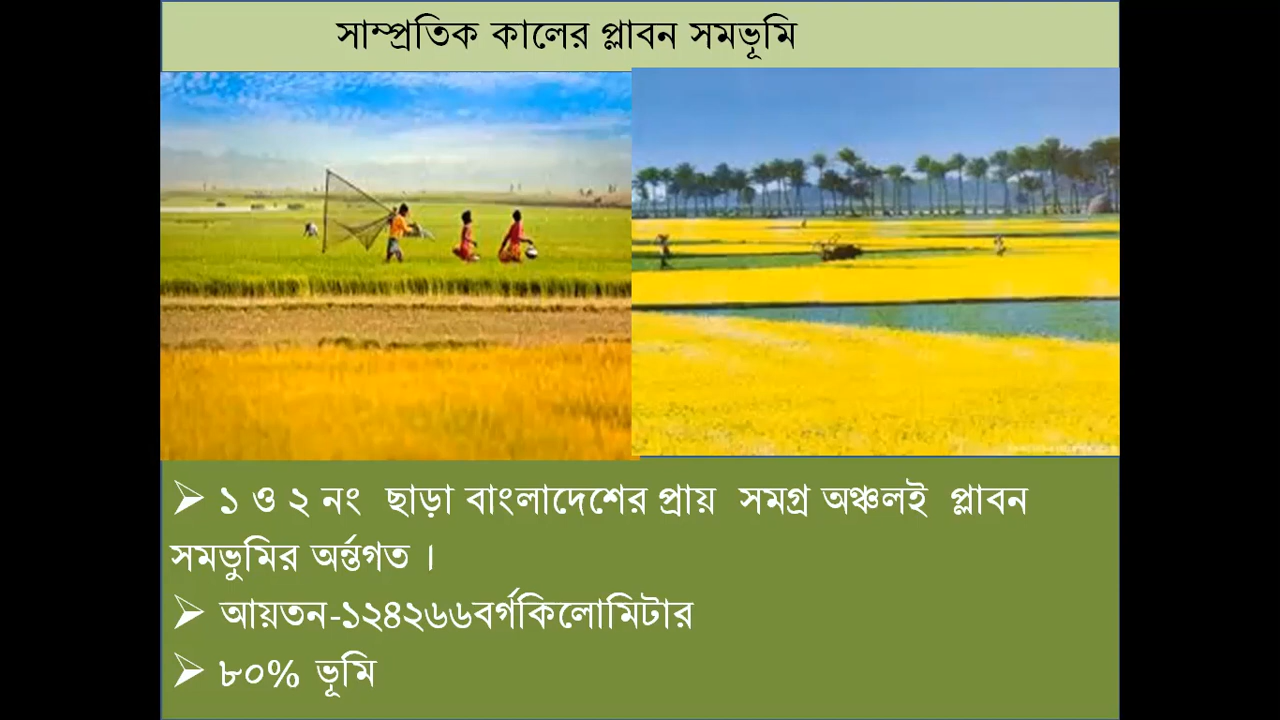 সাম্প্রতিক কালের প্লাবন সমভূমি
➢ ১ ও ২ নং ছাড়া বাংলাদেশের প্রায় সমগ্র অঞ্চলই প্লাবন
সমভুমির অর্ন্তগত ।
➢ আয়তন-১২৪২৬৬বর্গকিলোমিটার
➢ ৮০% ভূমি